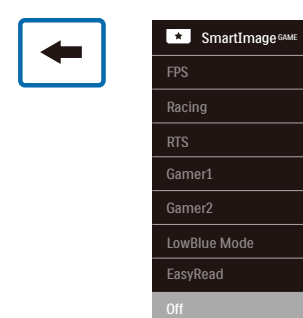 SmartImage GAME
FPS
Racing
RTS
Gamer1
Gamer2
LowBlue Mode
EasyRead
Off